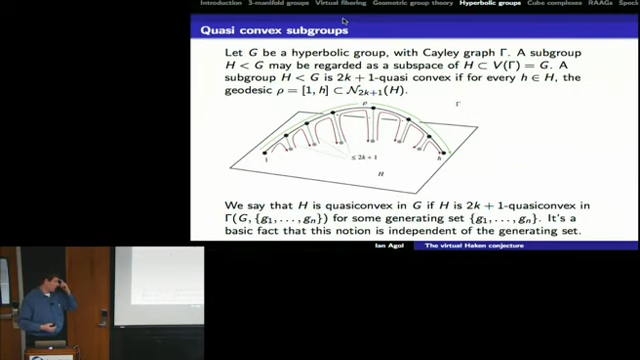 Introduction 3-manifold groups Virtual fibering Geometric group theory Hyperbolic groups Cube complexes RAAGs Speci
Quasi convex subgroups
Let G be a hyperbolic group, with Cayley graph Γ. A subgroup
H < G may be regarded as a subspace of H ⊂ V(Γ) = G. A
subgroup H < G is 2k + 1-quasi convex if for every h ∈ H, the
geodesic ρ = [1, h] ⊂ N2k+1(H).
ρ
Γ
1
≤ 2k + 1
h
H
We say that H is quasiconvex in G if H is 2k + 1-quasiconvex in
Γ(G, {g1, . . . , gn}) for some generating set {g1, . . . , gn}. It's a
basic fact that this notion is independent of the generating set.
Ian Agol The virtual Haken conjecture